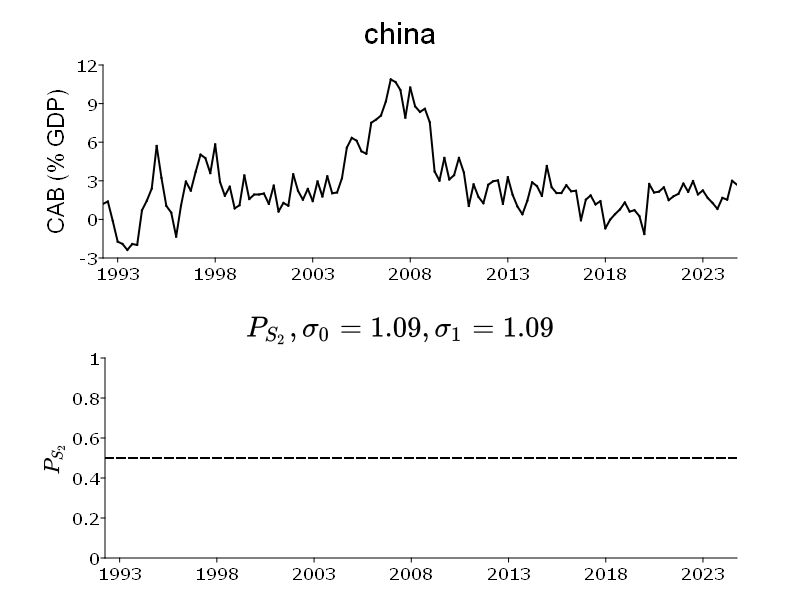 china
CAB (% GDP)
12
9
6
3
0
-3
1993 1998 2003 2008 2013 2018 2023
P_{S_2}, σ_0 = 1.09, σ_1 = 1.09
P_{S_2}
1
0.8
0.6
0.4
0.2
0
1993 1998 2003 2008 2013 2018 2023